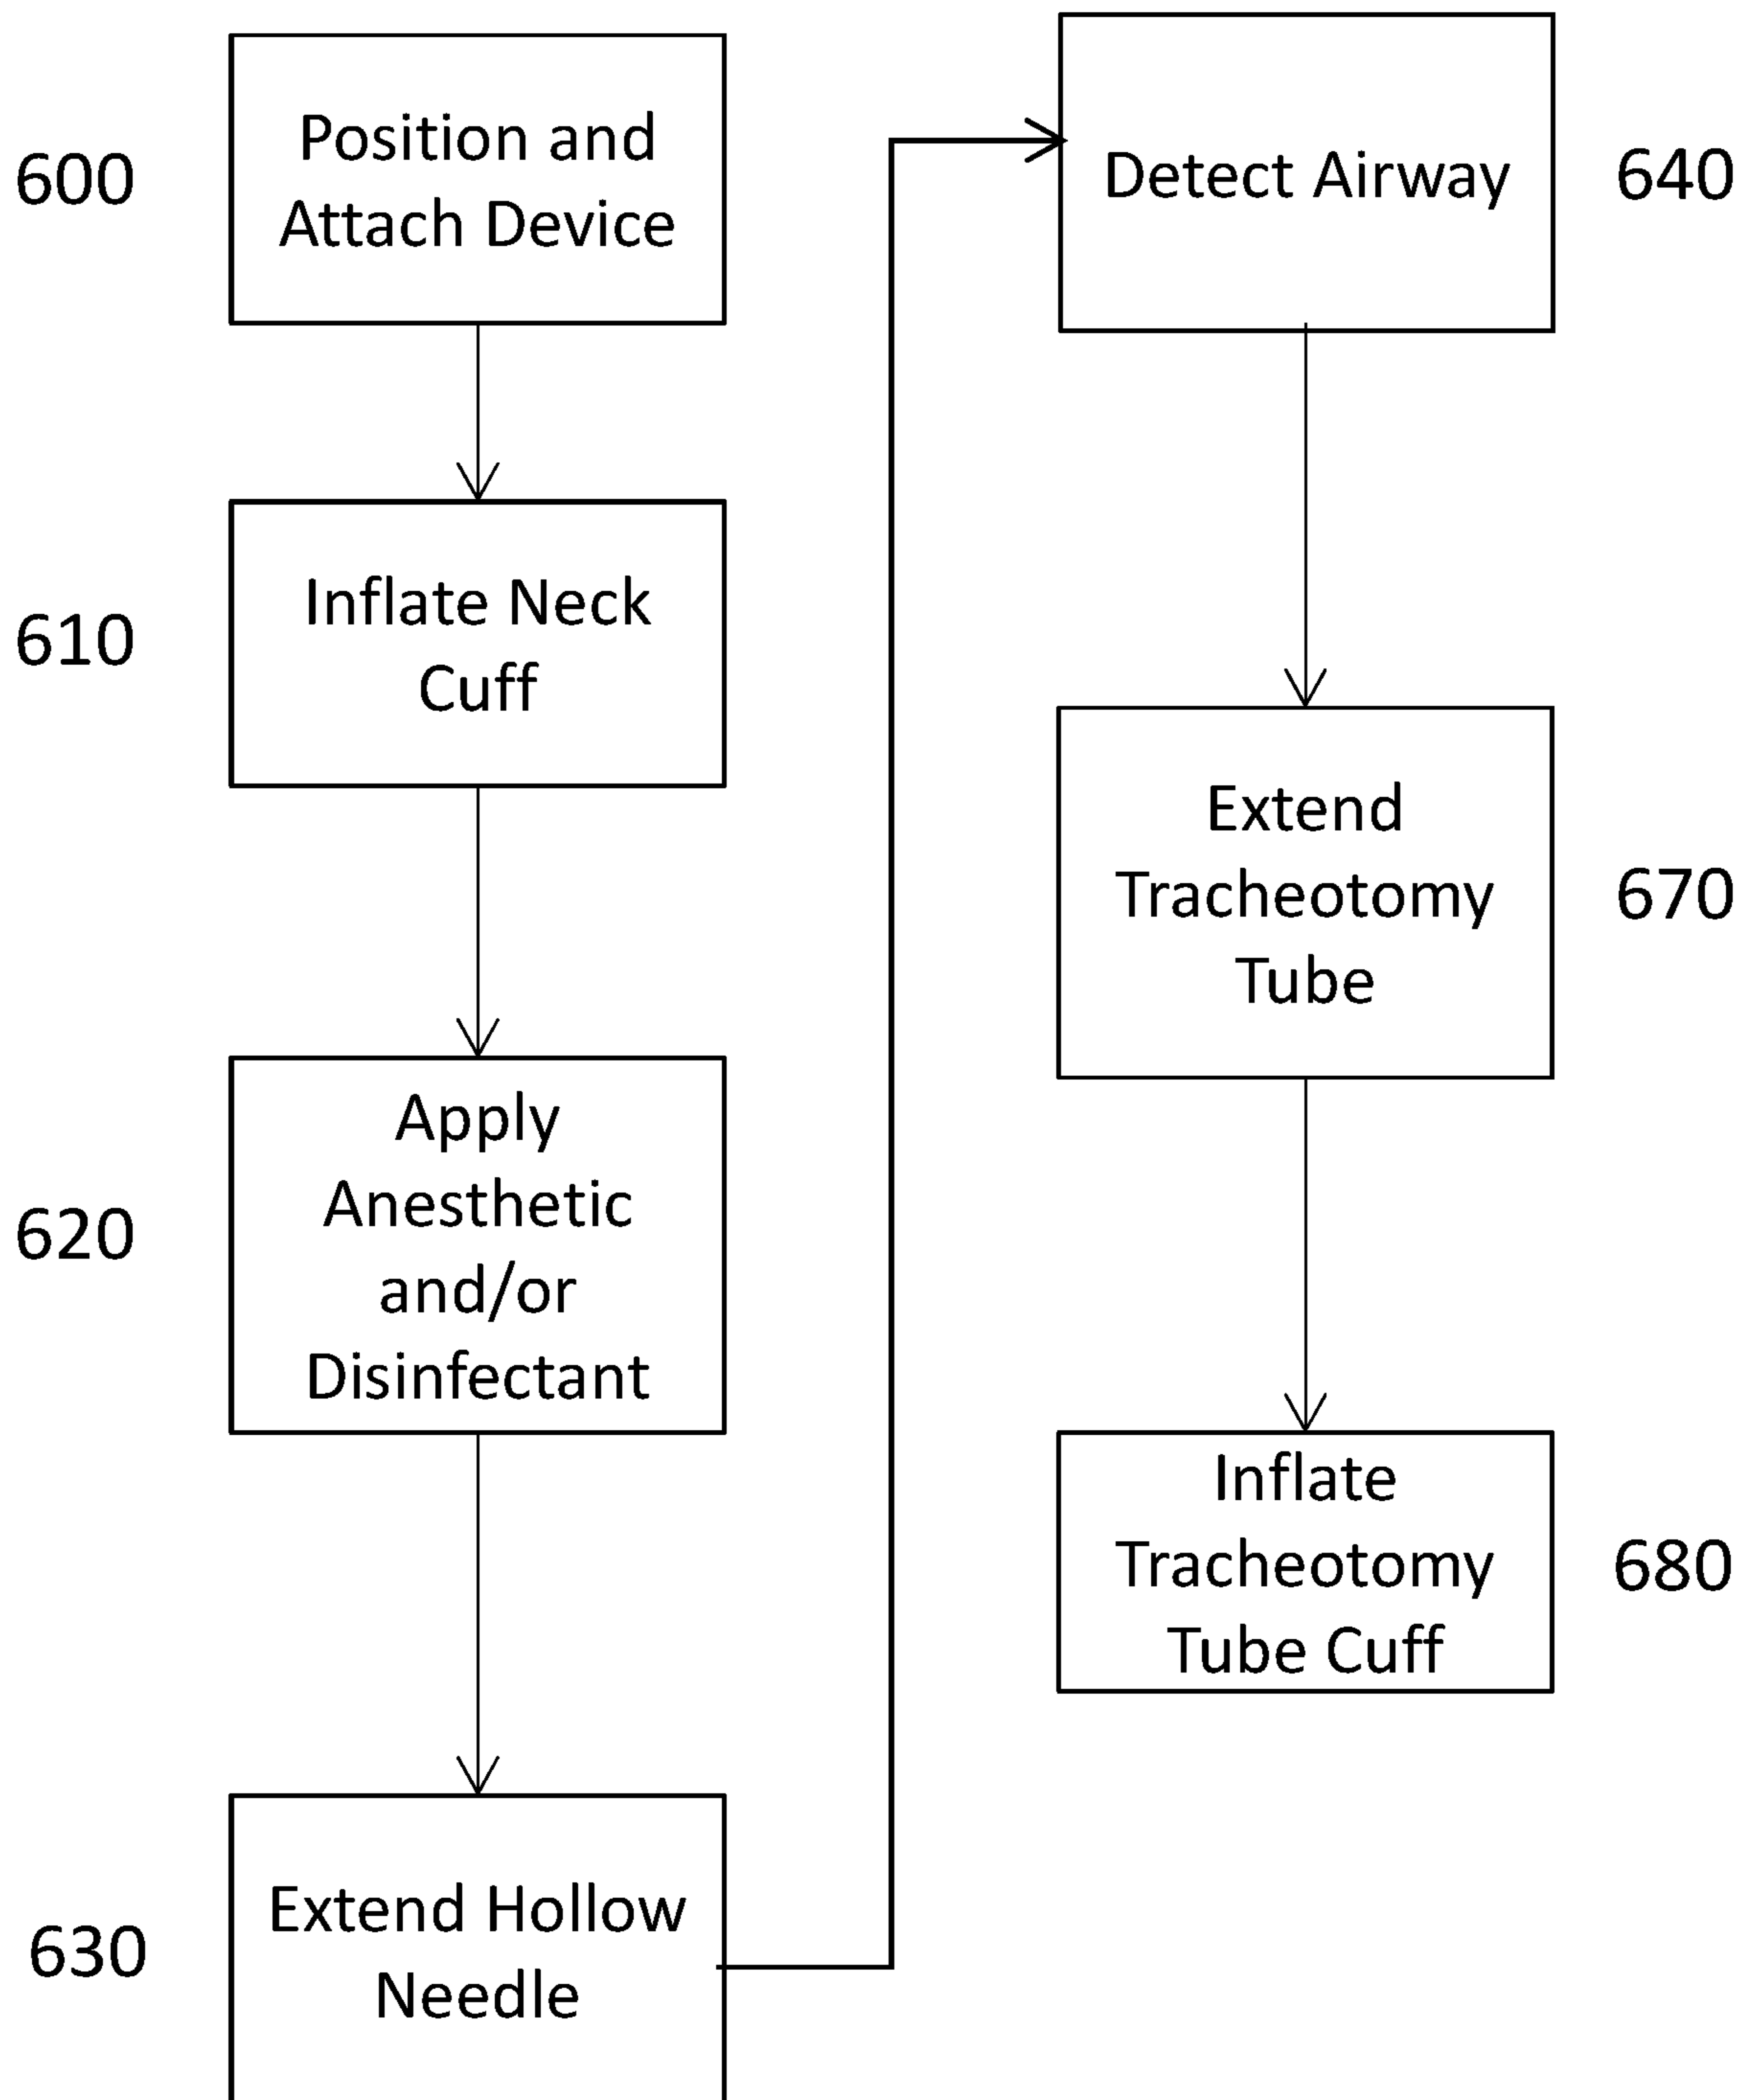 600
Position and
Attach Device
610
Inflate Neck
Cuff
620
Apply
Anesthetic
and/or
Disinfectant
630
Extend Hollow
Needle
Detect Airway
640
Extend
Tracheotomy
Tube
670
Inflate
Tracheotomy
Tube Cuff
680